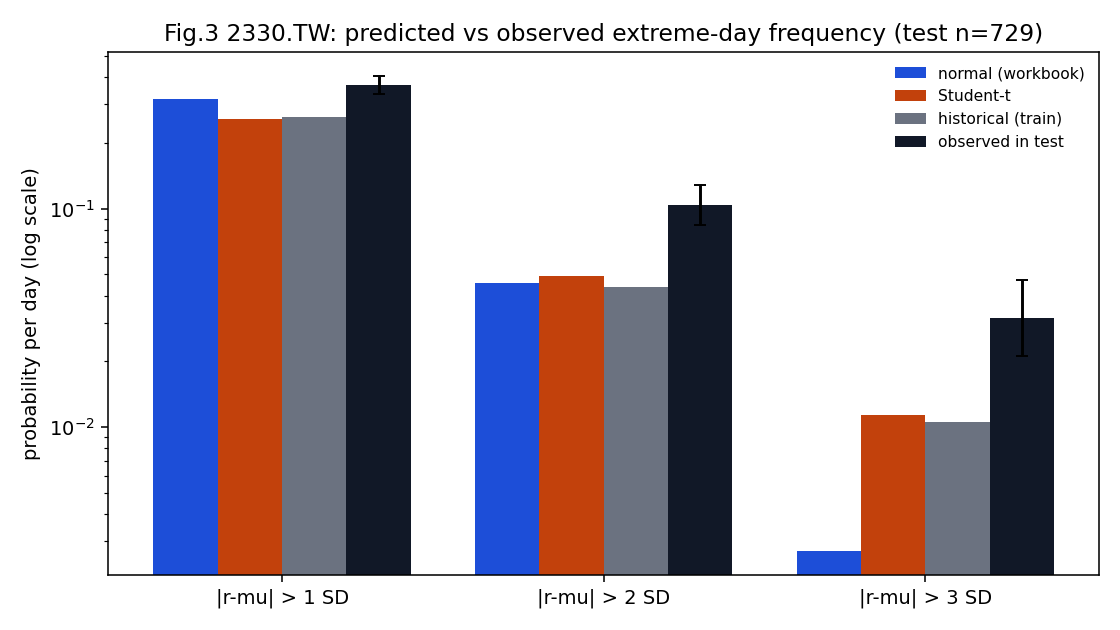 Fig.3 2330.TW: predicted vs observed extreme-day frequency (test n=729)
normal (workbook)
Student-t
historical (train)
observed in test
probability per day (log scale)
10⁻¹
10⁻²
|r-mu| > 1 SD
|r-mu| > 2 SD
|r-mu| > 3 SD